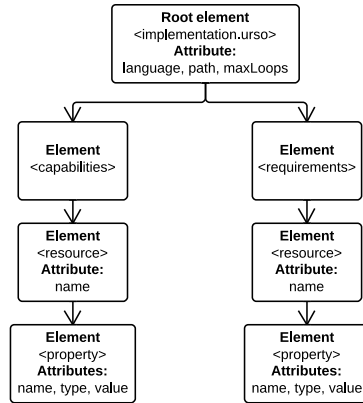 Root element
<implementation.urso>
Attribute:
language, path, maxLoops
Element
<capabilities>
Element
<requirements>
Element
<resource>
Attribute:
name
Element
<resource>
Attribute:
name
Element
<property>
Attributes:
name, type, value
Element
<property>
Attributes:
name, type, value